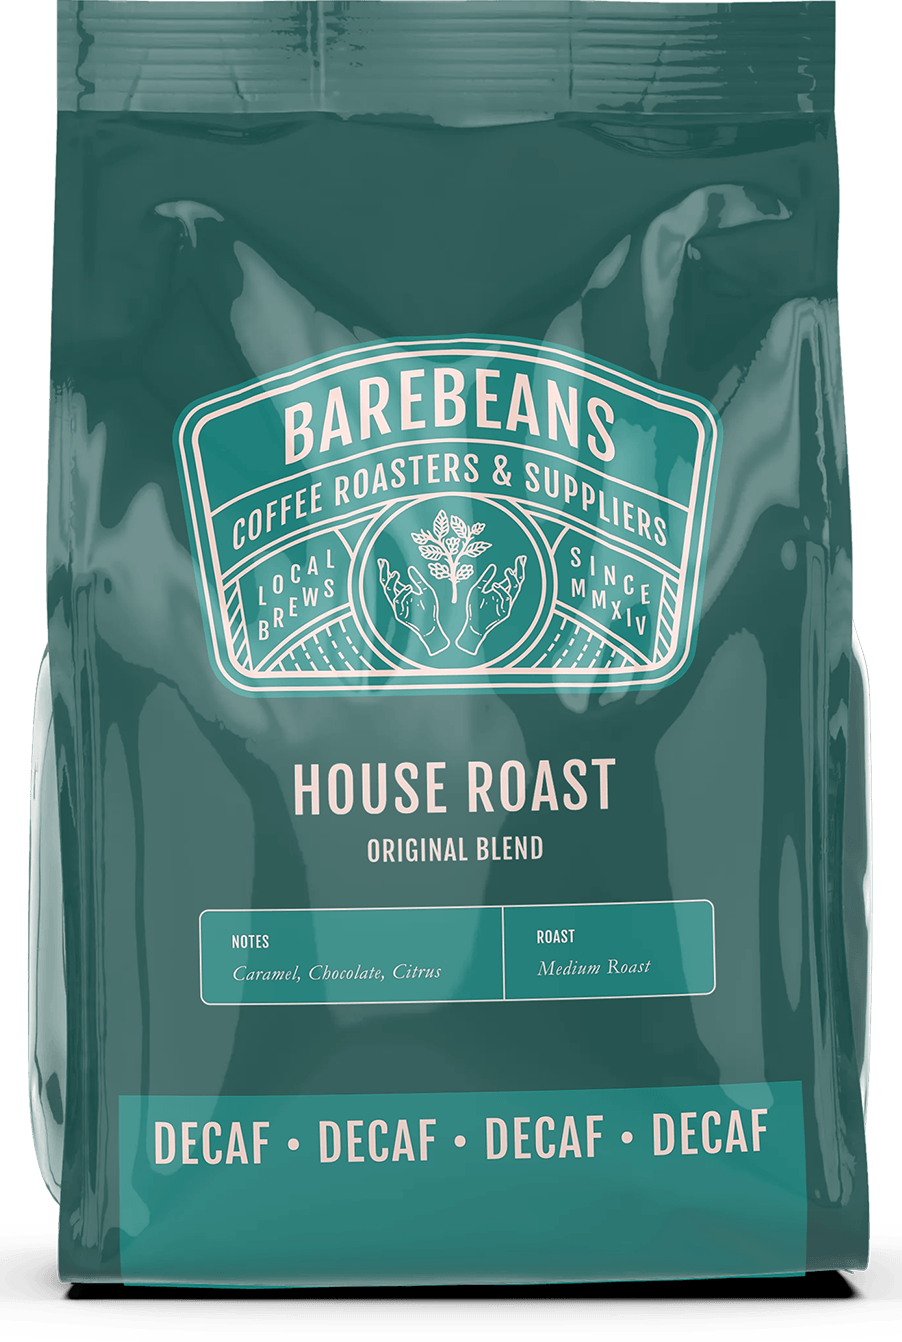 BAREBEANS
COFFEE ROASTERS & SUPPLIERS
LOCAL
BREWS
SINCE
MMXIV
HOUSE ROAST
ORIGINAL BLEND
NOTES
Caramel, Chocolate, Citrus
ROAST
Medium Roast
DECAF • DECAF • DECAF • DECAF